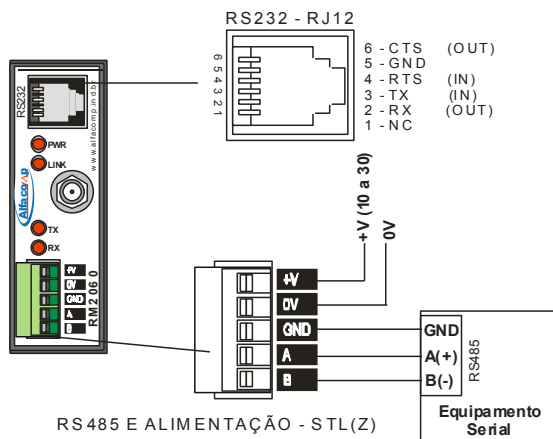 RS232 - RJ12
6 - CTS (OUT)
5 - GND
4 - RTS (IN)
3 - TX (IN)
2 - RX (OUT)
1 - NC
6 5 4 3 2 1
RS232
www.alfacomp.ind.br
PWR
LINK
Alfacomp
TX
RX
+V
0V
GND
A
B
RM2060
+V (10 a 30)
0V
+V
0V
GND
A
B
GND
A(+)
B(-)
RS485
Equipamento
Serial
RS485 E ALIMENTAÇÃO - STL(Z)